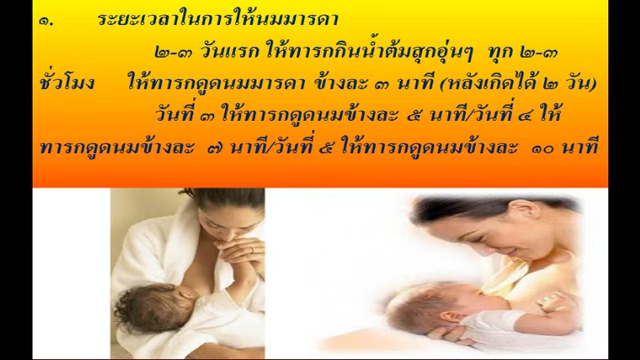 ๑. ระยะเวลาในการให้นมมารดา
๒-๓ วันแรก ให้ทารกกินน้ำต้มสุกอุ่นๆ ทุก ๒-๓
ชั่วโมง ให้ทารกดูดนมมารดา ข้างละ ๓ นาที (หลังเกิดได้ ๒ วัน)
วันที่ ๓ ให้ทารกดูดนมข้างละ ๕ นาที/วันที่ ๔ ให้
ทารกดูดนมข้างละ ๗ นาที/วันที่ ๕ ให้ทารกดูดนมข้างละ ๑๐ นาที